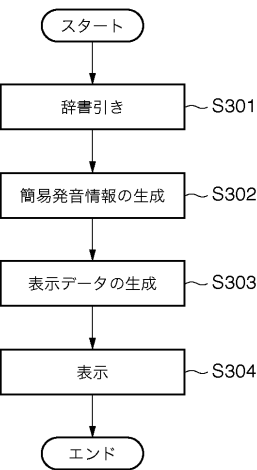 スタート
辞書引き
S301
簡易発音情報の生成
S302
表示データの生成
S303
表示
S304
エンド